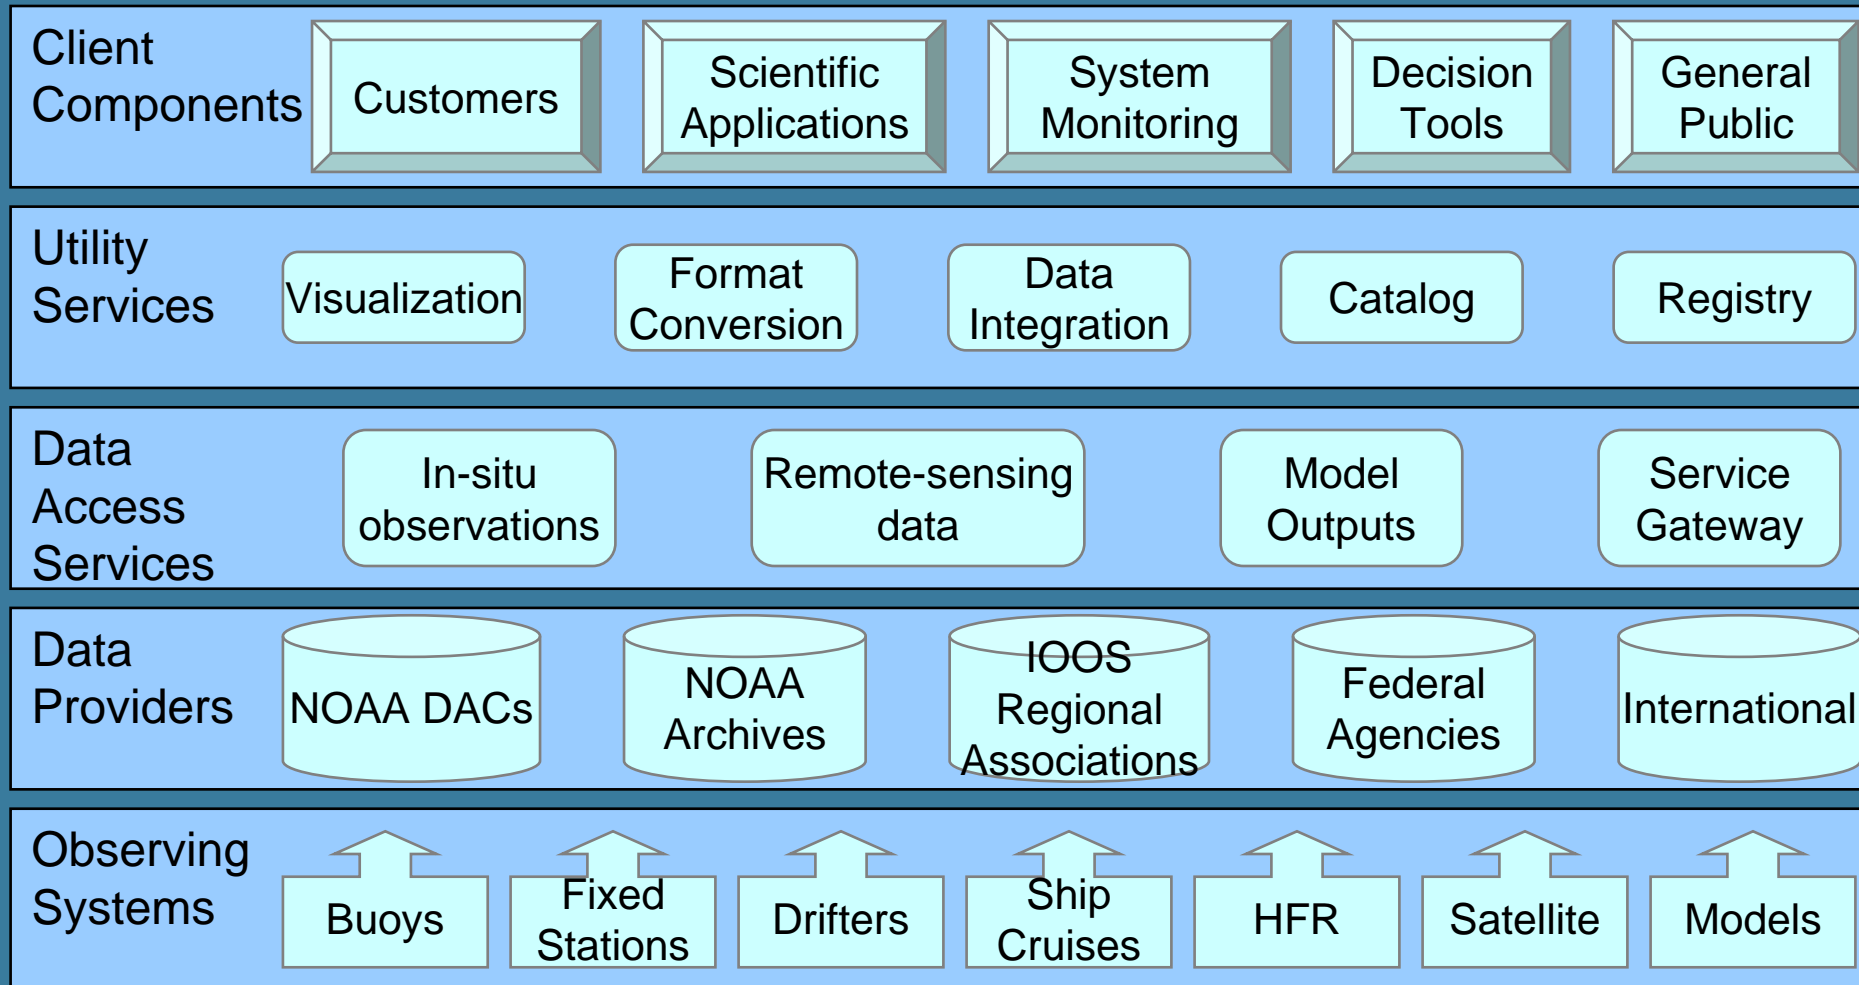 Client
Components
Customers
Scientific
Applications
System
Monitoring
Decision
Tools
General
Public
Utility
Services
Visualization
Format
Conversion
Data
Integration
Catalog
Registry
Data
Access
Services
In-situ
observations
Remote-sensing
data
Model
Outputs
Service
Gateway
Data
Providers
NOAA DACs
NOAA
Archives
IOOS
Regional
Associations
Federal
Agencies
International
Observing
Systems
Buoys
Fixed
Stations
Drifters
Ship
Cruises
HFR
Satellite
Models